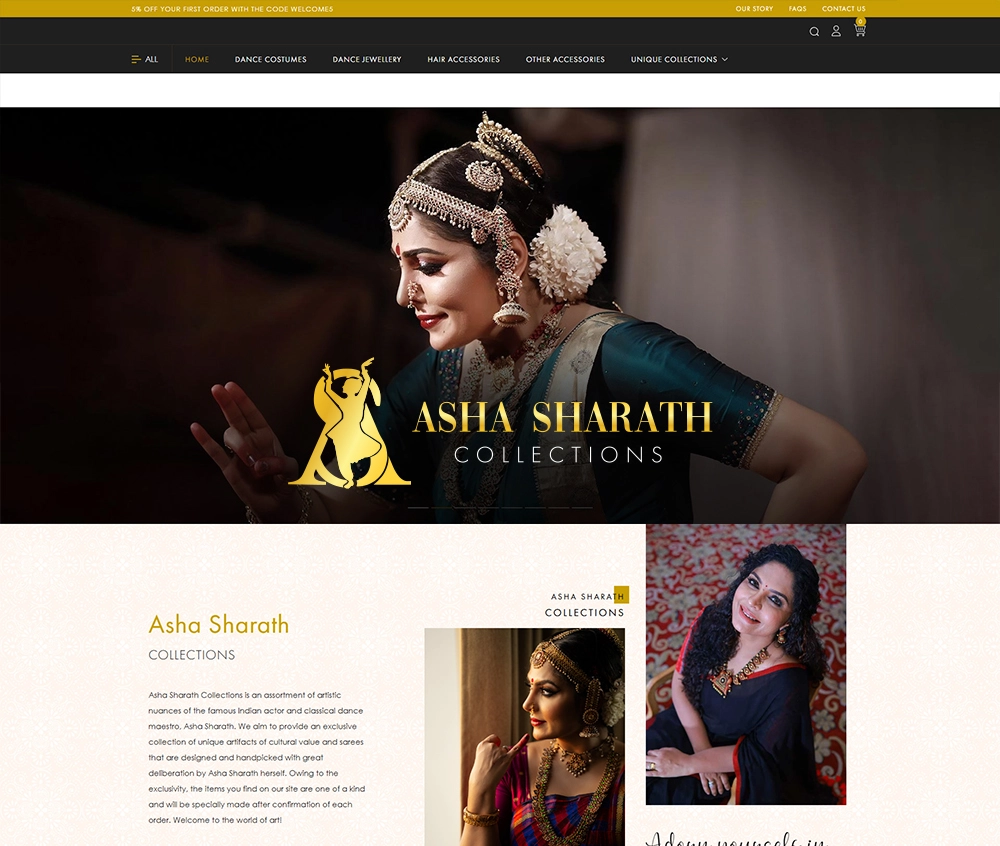 5% OFF YOUR FIRST ORDER WITH THE CODE WELCOME5
OUR STORY FAQS CONTACT US
0
ALL HOME DANCE COSTUMES DANCE JEWELLERY HAIR ACCESSORIES OTHER ACCESSORIES UNIQUE COLLECTIONS
ASHA SHARATH
COLLECTIONS
Asha Sharath
COLLECTIONS
Asha Sharath Collections is an assortment of artistic
nuances of the famous Indian actor and classical dance
maestro, Asha Sharath. We aim to provide an exclusive
collection of unique artifacts of cultural value and sarees
that are designed and handpicked with great
deliberation by Asha Sharath herself. Owing to the
exclusivity, the items you find on our site are one of a kind
and will be specially made after confirmation of each
order. Welcome to the world of art!
ASHA SHARATH
COLLECTIONS